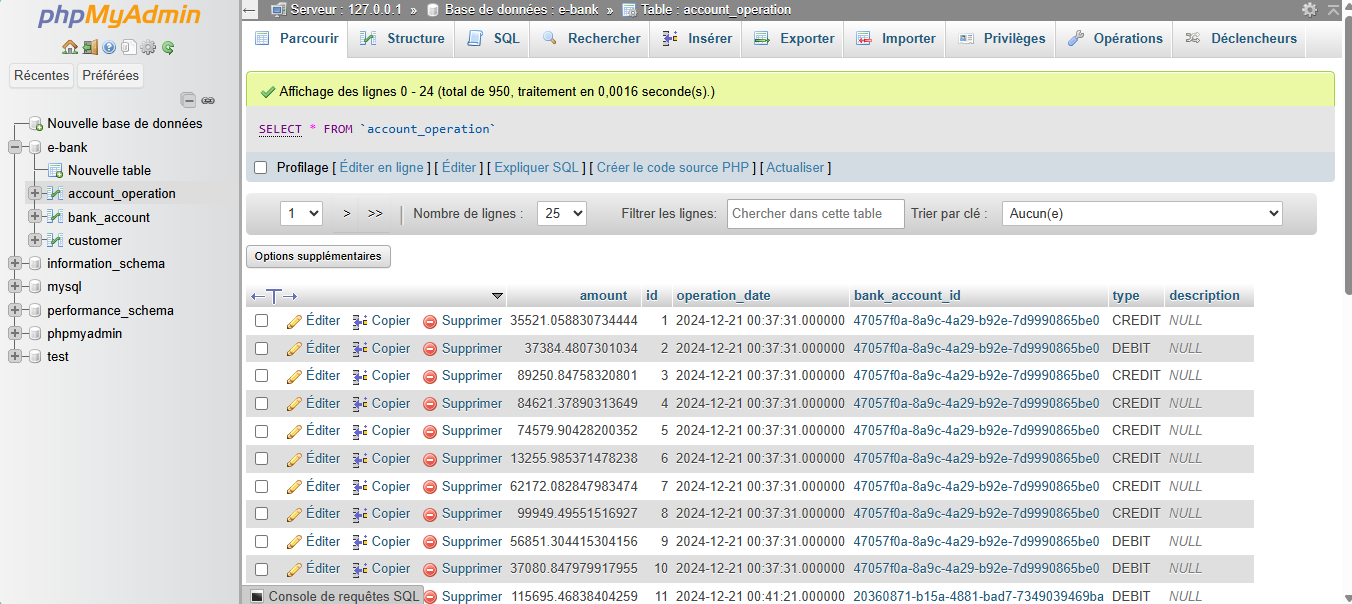 phpMyAdmin
Récentes Préférées
Nouvelle base de données
e-bank
Nouvelle table
account_operation
bank_account
customer
information_schema
mysql
performance_schema
phpmyadmin
test
Serveur : 127.0.0.1 » Base de données : e-bank » Table : account_operation
Parcourir Structure SQL Rechercher Insérer Exporter Importer Privilèges Opérations Déclencheurs
Affichage des lignes 0 - 24 (total de 950, traitement en 0,0016 seconde(s).)
SELECT * FROM `account_operation`
Profilage [ Éditer en ligne ] [ Éditer ] [ Expliquer SQL ] [ Créer le code source PHP ] [ Actualiser ]
1 > >> | Nombre de lignes : 25 Filtrer les lignes: Chercher dans cette table Trier par clé : Aucun(e)
Options supplémentaires
←T→ amount id operation_date bank_account_id type description
Éditer Copier Supprimer 35521.058830734444 1 2024-12-21 00:37:31.000000 47057f0a-8a9c-4a29-b92e-7d9990865be0 CREDIT NULL
Éditer Copier Supprimer 37384.4807301034 2 2024-12-21 00:37:31.000000 47057f0a-8a9c-4a29-b92e-7d9990865be0 DEBIT NULL
Éditer Copier Supprimer 89250.84758320801 3 2024-12-21 00:37:31.000000 47057f0a-8a9c-4a29-b92e-7d9990865be0 CREDIT NULL
Éditer Copier Supprimer 84621.37890313649 4 2024-12-21 00:37:31.000000 47057f0a-8a9c-4a29-b92e-7d9990865be0 CREDIT NULL
Éditer Copier Supprimer 74579.90428200352 5 2024-12-21 00:37:31.000000 47057f0a-8a9c-4a29-b92e-7d9990865be0 CREDIT NULL
Éditer Copier Supprimer 13255.985371478238 6 2024-12-21 00:37:31.000000 47057f0a-8a9c-4a29-b92e-7d9990865be0 CREDIT NULL
Éditer Copier Supprimer 62172.082847983474 7 2024-12-21 00:37:31.000000 47057f0a-8a9c-4a29-b92e-7d9990865be0 CREDIT NULL
Éditer Copier Supprimer 99949.49551516927 8 2024-12-21 00:37:31.000000 47057f0a-8a9c-4a29-b92e-7d9990865be0 CREDIT NULL
Éditer Copier Supprimer 56851.304415304156 9 2024-12-21 00:37:31.000000 47057f0a-8a9c-4a29-b92e-7d9990865be0 DEBIT NULL
Éditer Copier Supprimer 37080.847979917955 10 2024-12-21 00:37:31.000000 47057f0a-8a9c-4a29-b92e-7d9990865be0 DEBIT NULL
Console de requêtes SQL Supprimer 115695.46838404259 11 2024-12-21 00:41:21.000000 20360871-b15a-4881-bad7-7349039469ba DEBIT NULL